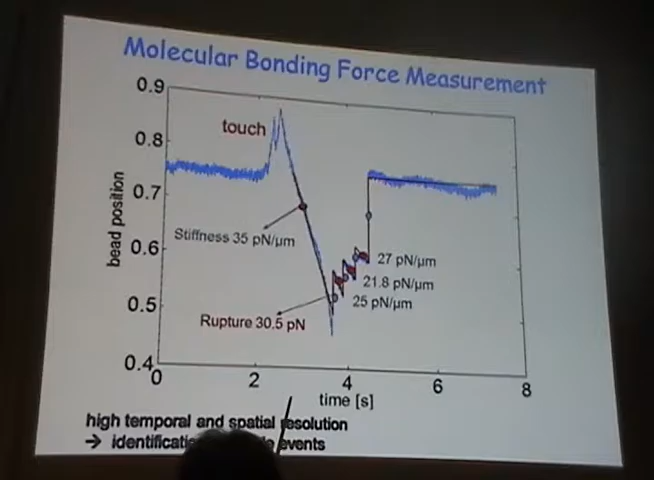 Molecular Bonding Force Measurement
0.9
0.8
0.7
0.6
0.5
0.4
bead position
touch
Stiffness 35 pN/µm
Rupture 30.5 pN
27 pN/µm
21.8 pN/µm
25 pN/µm
0 2 4 6 8
time [s]
high temporal and spatial resolution
→ events